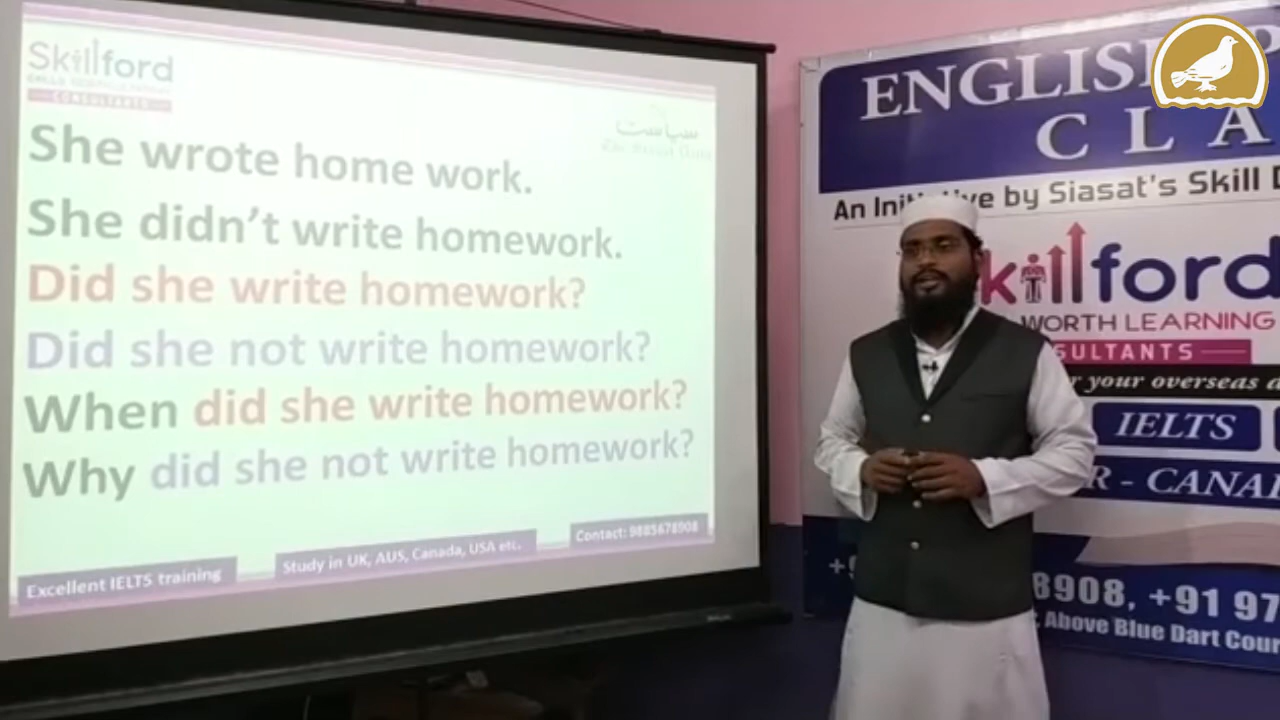 Skillford
CONSULTANTS
سیاست
She wrote home work.
She didn't write homework.
Did she write homework?
Did she not write homework?
When did she write homework?
Why did she not write homework?
Excellent IELTS training
Study in UK, AUS, Canada, USA etc.
Contact: 9885678908
ENGLISH
CLA
An Initiative by Siasat's Skill D
killford
WORTH LEARNING
SULTANTS
r your overseas
IELTS
R - CANA
8908, +91 97
, Above Blue Dart Cour